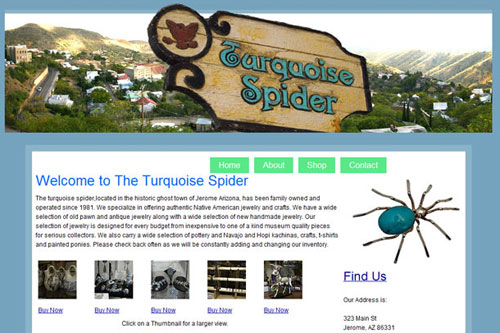 Turquoise
Spider
Home About Shop Contact
Welcome to The Turquoise Spider
The turquoise spider,located in the historic ghost town of Jerome Arizona, has been family owned and
operated since 1981. We specialize in offering authentic Native American jewelry and crafts. We have a wide
selection of old pawn and antique jewelry along with a wide selection of new handmade jewelry. Our
selection of jewelry is designed for every budget from inexpensive to one of a kind museum quality pieces
for serious collectors. We also carry a wide selection of pottery and Navajo and Hopi kachinas, crafts, t-shirts
and painted ponies. Please check back often as we will be constantly adding and changing our inventory.
Buy Now Buy Now Buy Now Buy Now Buy Now
Click on a Thumbnail for a larger view.
Find Us
Our Address is:
323 Main St
Jerome, AZ 86331